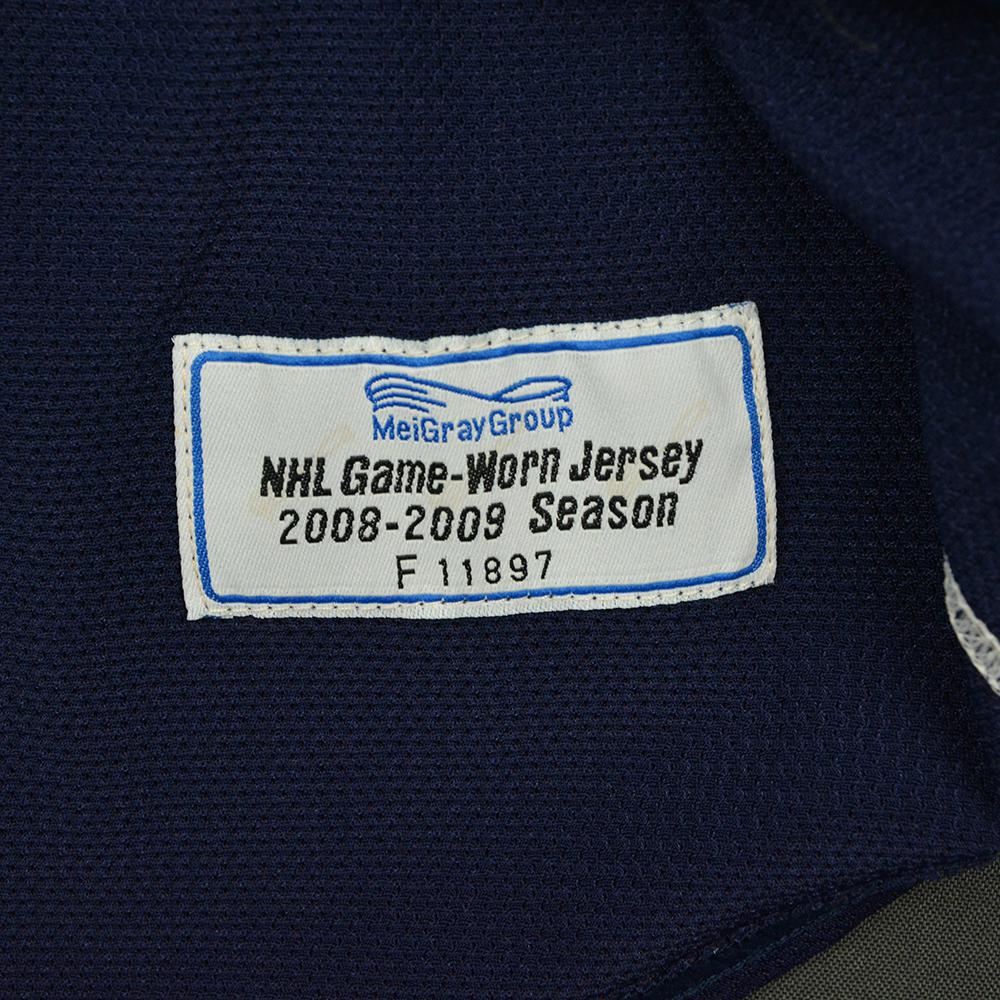 MeiGrayGroup
NHL Game-Worn Jersey
2008-2009 Season
F 11897